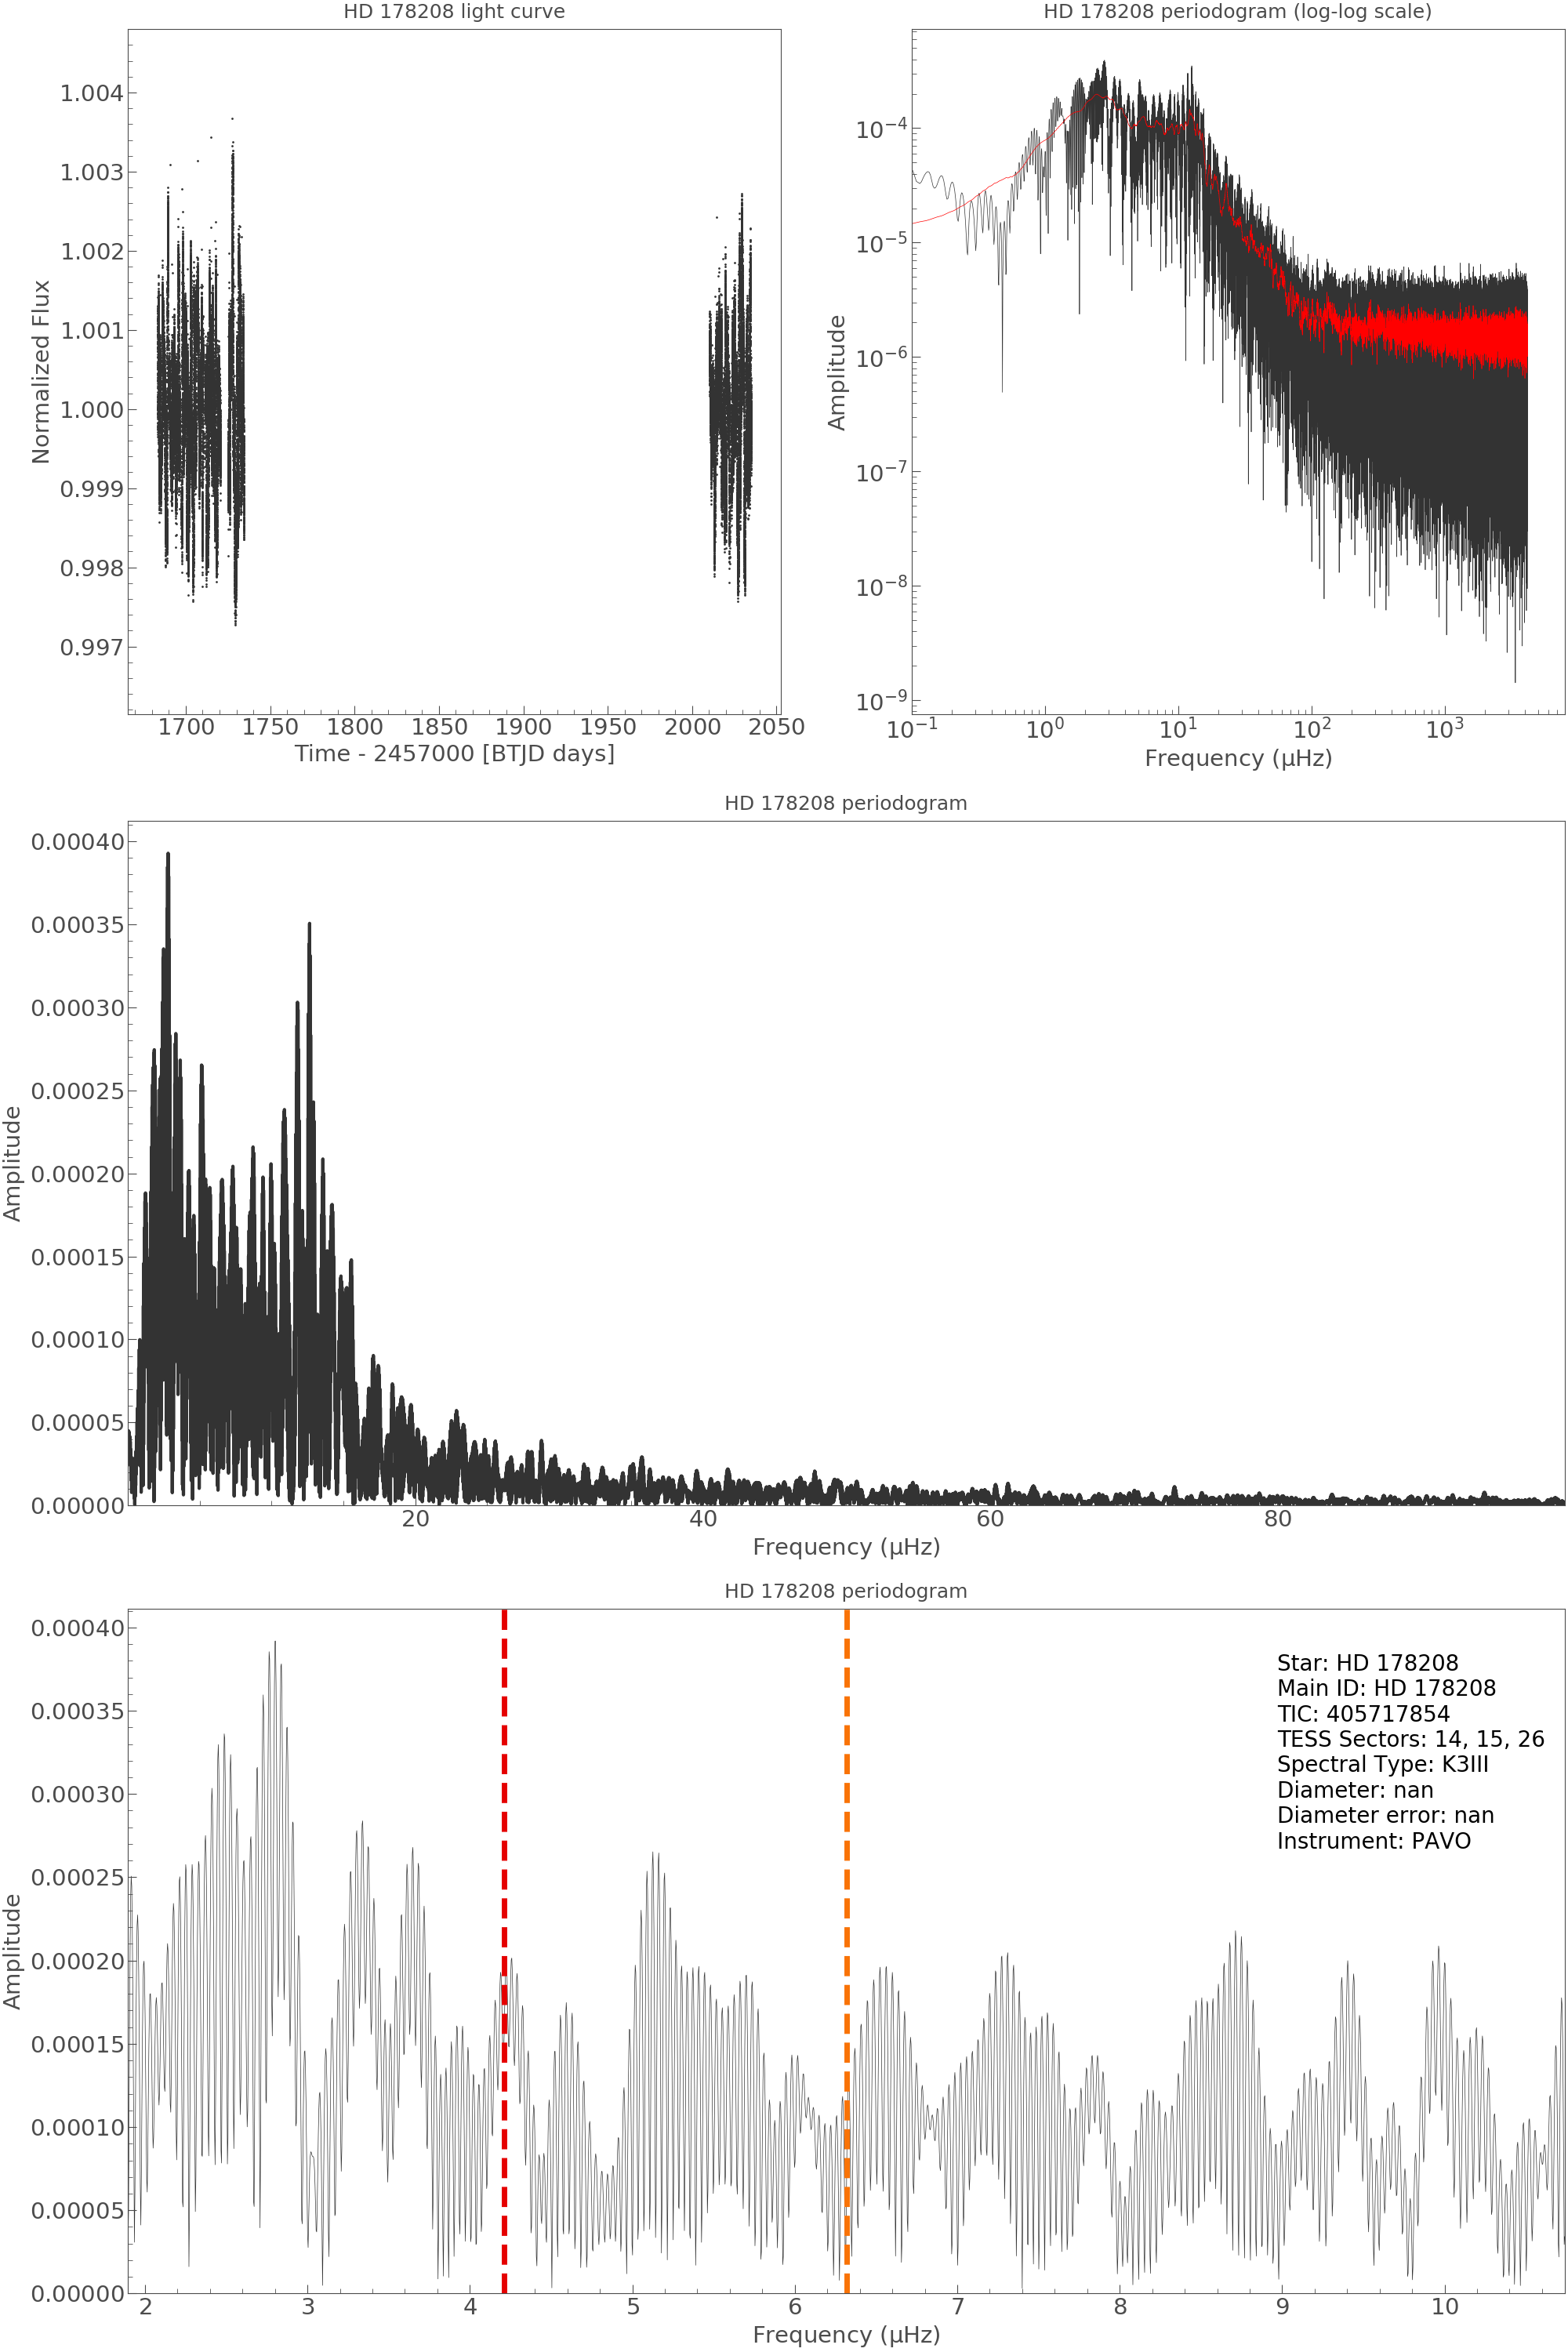 HD 178208 light curve
1.004
1.003
1.002
1.001
1.000
0.999
0.998
0.997
Normalized Flux
1700 1750 1800 1850 1900 1950 2000 2050
Time - 2457000 [BTJD days]
HD 178208 periodogram (log-log scale)
10⁻⁴
10⁻⁵
10⁻⁶
10⁻⁷
10⁻⁸
10⁻⁹
Amplitude
10⁻¹ 10⁰ 10¹ 10² 10³
Frequency (μHz)
HD 178208 periodogram
0.00040
0.00035
0.00030
0.00025
0.00020
0.00015
0.00010
0.00005
0.00000
Amplitude
20 40 60 80
Frequency (μHz)
HD 178208 periodogram
0.00040
0.00035
0.00030
0.00025
0.00020
0.00015
0.00010
0.00005
0.00000
Amplitude
Star: HD 178208
Main ID: HD 178208
TIC: 405717854
TESS Sectors: 14, 15, 26
Spectral Type: K3III
Diameter: nan
Diameter error: nan
Instrument: PAVO
2 3 4 5 6 7 8 9 10
Frequency (μHz)